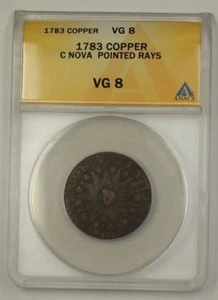 1783 COPPER VG 8
1783 COPPER
C NOVA POINTED RAYS
VG 8
ANACS